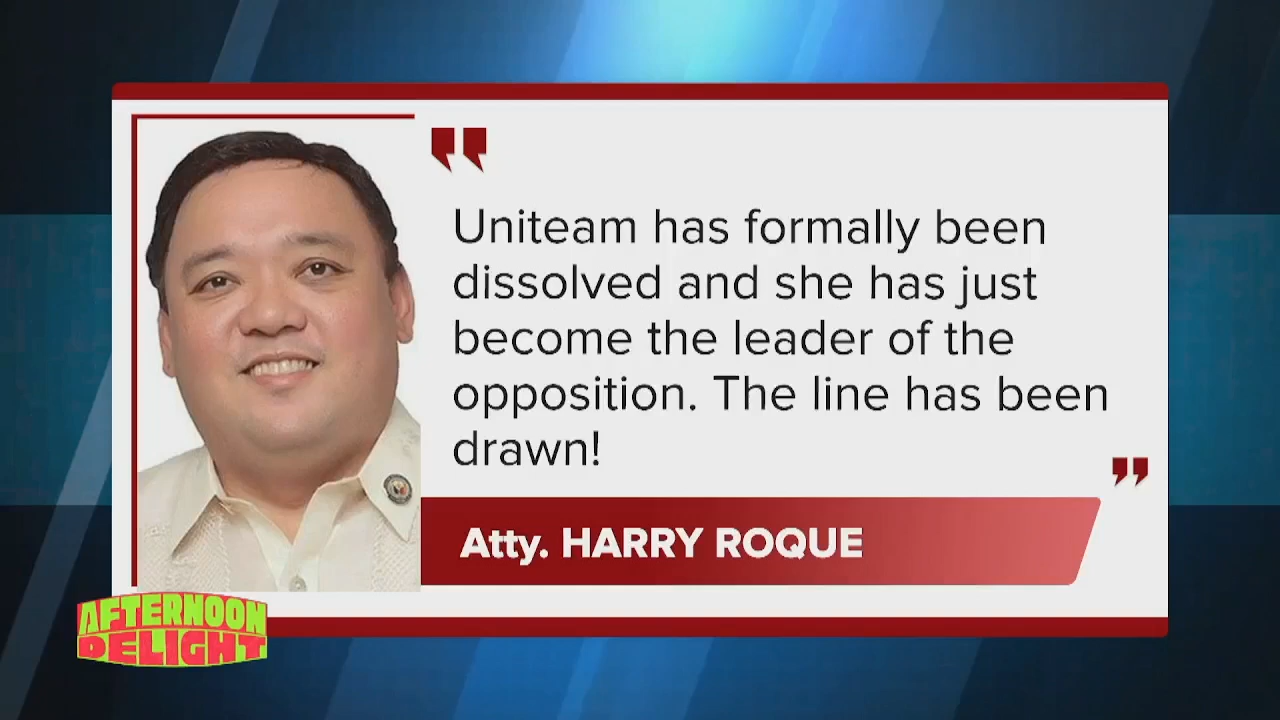 Uniteam has formally been
dissolved and she has just
become the leader of the
opposition. The line has been
drawn!
Atty. HARRY ROQUE
AFTERNOON
DELIGHT